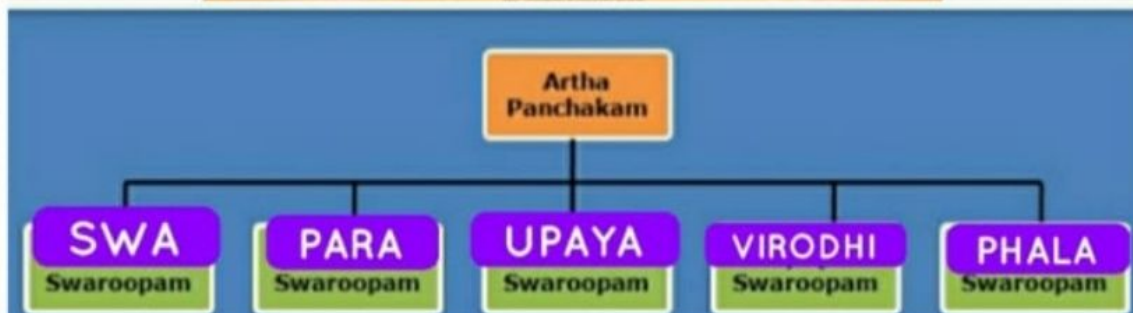 Artha
Panchakam
SWA
Swaroopam
PARA
Swaroopam
UPAYA
Swaroopam
VIRODHI
Swaroopam
PHALA
Swaroopam